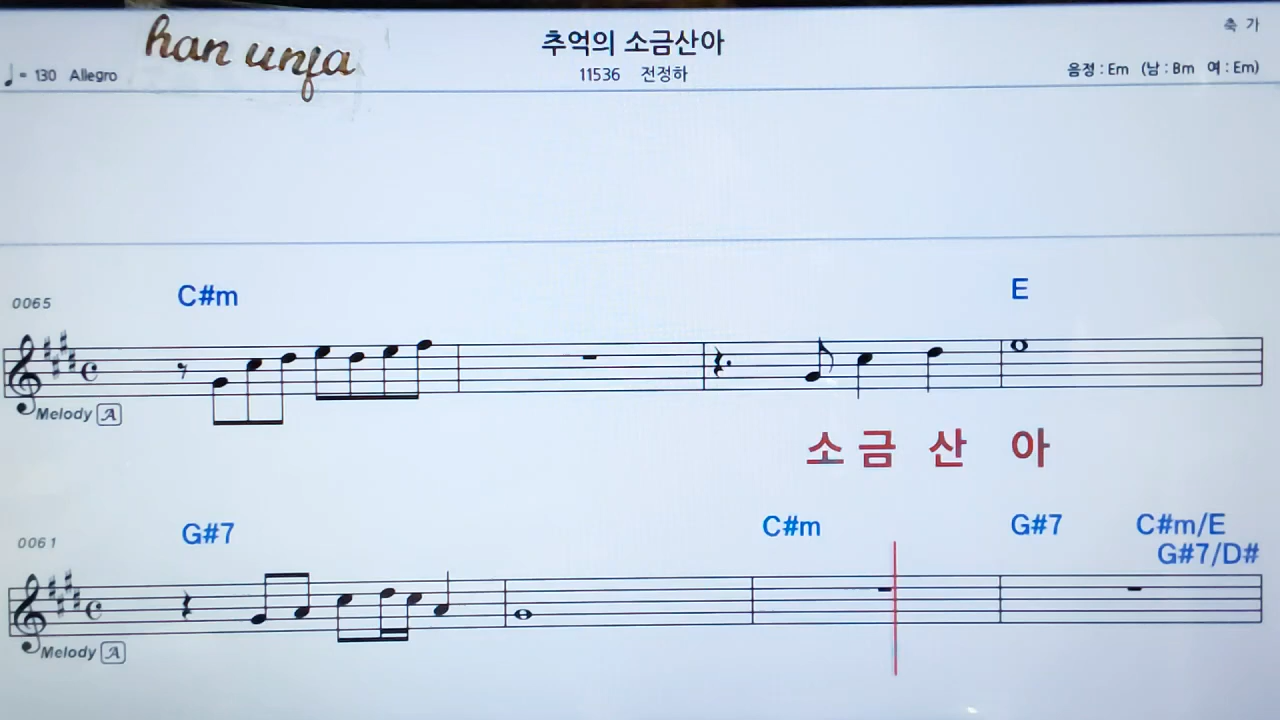 han unja
추억의 소금산아
축 가
♩= 130 Allegro
11536 전정하
음정 : Em (남 : Bm 여 : Em)
0065
C#m E
Melody A
소 금 산 아
0061
G#7 C#m G#7 C#m/E
G#7/D#
Melody A